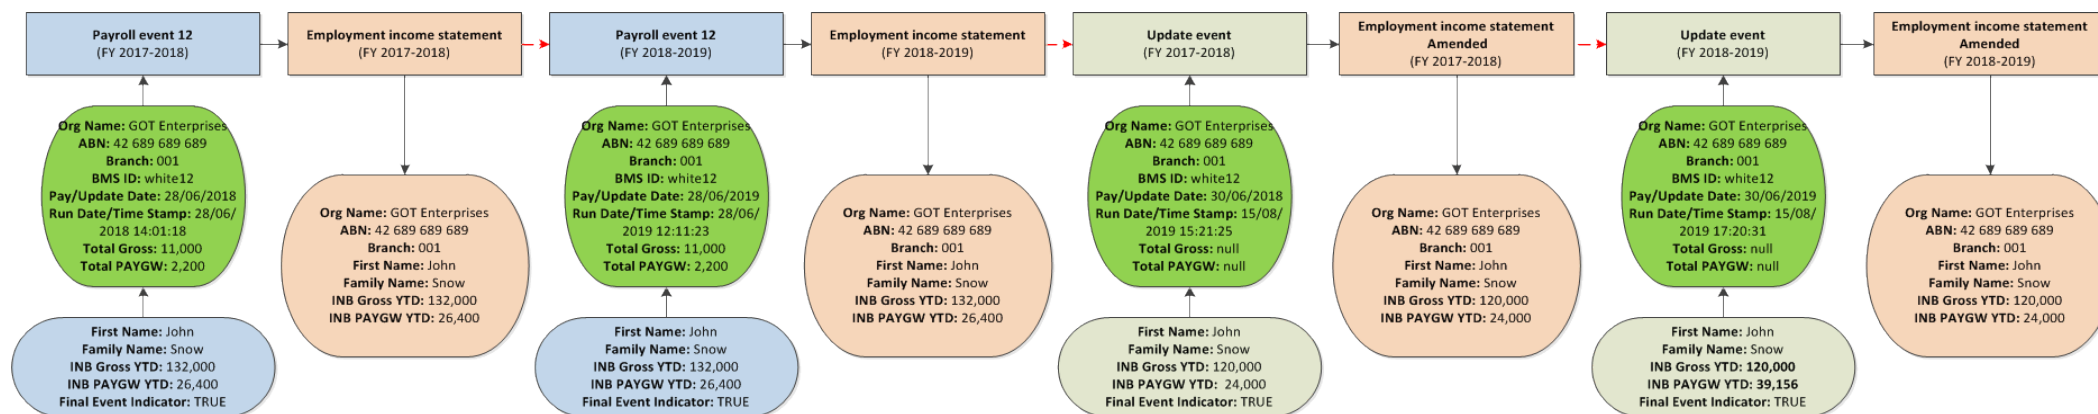 Payroll event 12
(FY 2017-2018)
Employment income statement
(FY 2017-2018)
Payroll event 12
(FY 2018-2019)
Employment income statement
(FY 2018-2019)
Update event
(FY 2017-2018)
Employment income statement
Amended
(FY 2017-2018)
Update event
(FY 2018-2019)
Employment income statement
Amended
(FY 2018-2019)
Org Name: GOT Enterprises
ABN: 42 689 689 689
Branch: 001
BMS ID: white12
Pay/Update Date: 28/06/2018
Run Date/Time Stamp: 28/06/
2018 14:01:18
Total Gross: 11,000
Total PAYGW: 2,200
Org Name: GOT Enterprises
ABN: 42 689 689 689
Branch: 001
First Name: John
Family Name: Snow
INB Gross YTD: 132,000
INB PAYGW YTD: 26,400
Org Name: GOT Enterprises
ABN: 42 689 689 689
Branch: 001
BMS ID: white12
Pay/Update Date: 28/06/2019
Run Date/Time Stamp: 28/06/
2019 12:11:23
Total Gross: 11,000
Total PAYGW: 2,200
Org Name: GOT Enterprises
ABN: 42 689 689 689
Branch: 001
First Name: John
Family Name: Snow
INB Gross YTD: 132,000
INB PAYGW YTD: 26,400
Org Name: GOT Enterprises
ABN: 42 689 689 689
Branch: 001
BMS ID: white12
Pay/Update Date: 30/06/2018
Run Date/Time Stamp: 15/08/
2019 15:21:25
Total Gross: null
Total PAYGW: null
Org Name: GOT Enterprises
ABN: 42 689 689 689
Branch: 001
First Name: John
Family Name: Snow
INB Gross YTD: 120,000
INB PAYGW YTD: 24,000
Org Name: GOT Enterprises
ABN: 42 689 689 689
Branch: 001
BMS ID: white12
Pay/Update Date: 30/06/2019
Run Date/Time Stamp: 15/08/
2019 17:20:31
Total Gross: null
Total PAYGW: null
Org Name: GOT Enterprises
ABN: 42 689 689 689
Branch: 001
First Name: John
Family Name: Snow
INB Gross YTD: 120,000
INB PAYGW YTD: 24,000
First Name: John
Family Name: Snow
INB Gross YTD: 132,000
INB PAYGW YTD: 26,400
Final Event Indicator: TRUE
First Name: John
Family Name: Snow
INB Gross YTD: 132,000
INB PAYGW YTD: 26,400
Final Event Indicator: TRUE
First Name: John
Family Name: Snow
INB Gross YTD: 120,000
INB PAYGW YTD: 24,000
Final Event Indicator: TRUE
First Name: John
Family Name: Snow
INB Gross YTD: 120,000
INB PAYGW YTD: 39,156
Final Event Indicator: TRUE